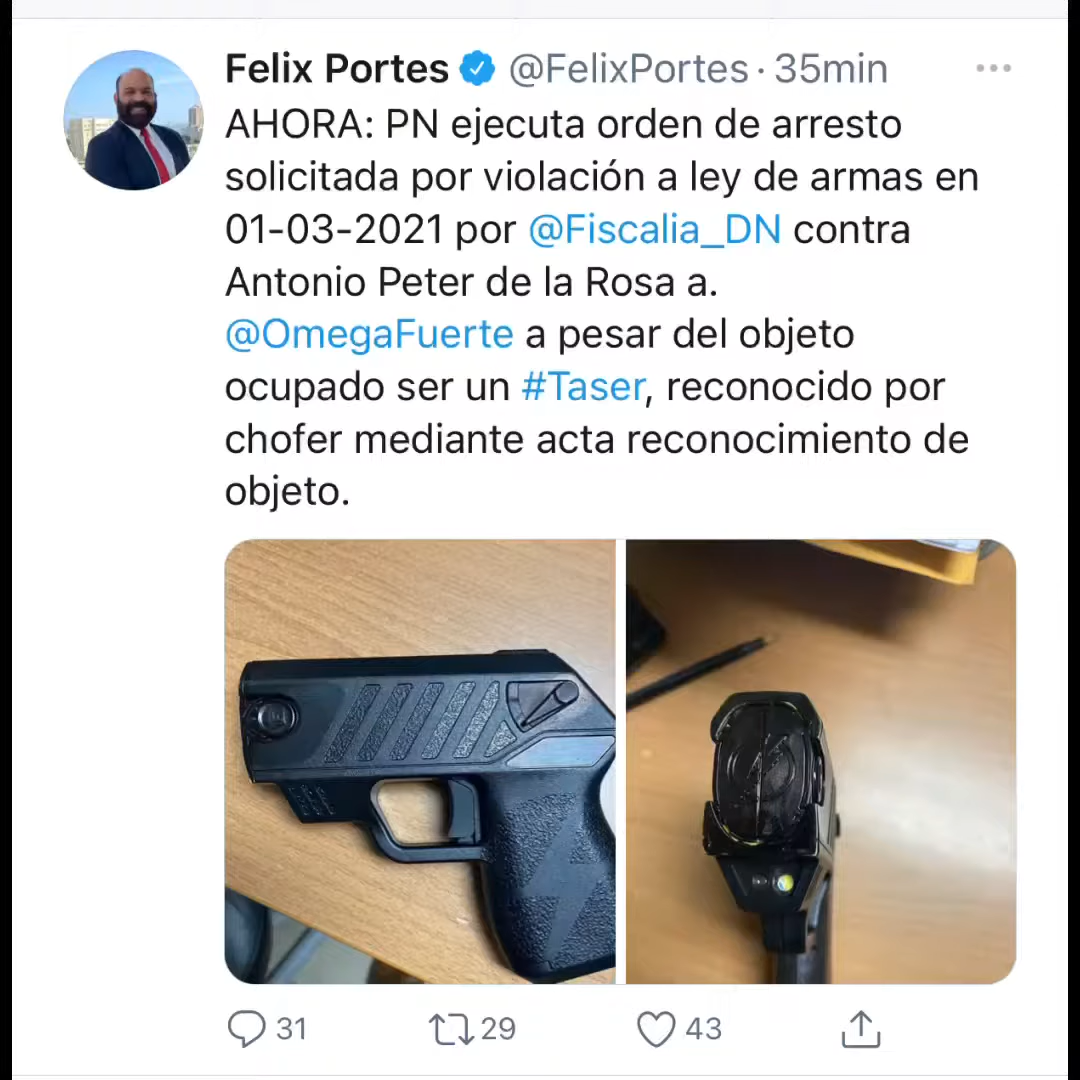 Felix Portes @FelixPortes · 35min
AHORA: PN ejecuta orden de arresto
solicitada por violación a ley de armas en
01-03-2021 por @Fiscalia_DN contra
Antonio Peter de la Rosa a.
@OmegaFuerte a pesar del objeto
ocupado ser un #Taser, reconocido por
chofer mediante acta reconocimiento de
objeto.
31 29 43